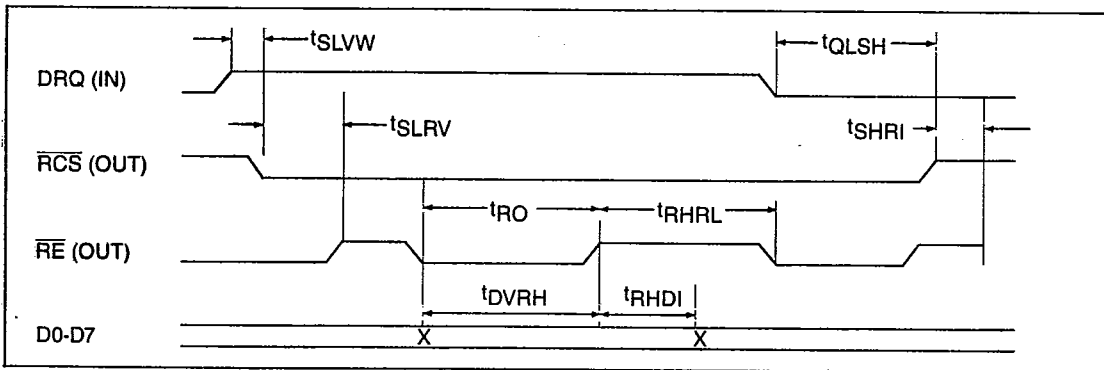 tSLVW
tQLSH
DRQ (IN)
tSLRV
tSHRI
RCS (OUT)
tRO
tRHRL
RE (OUT)
tDVRH
tRHDI
D0-D7
X
X